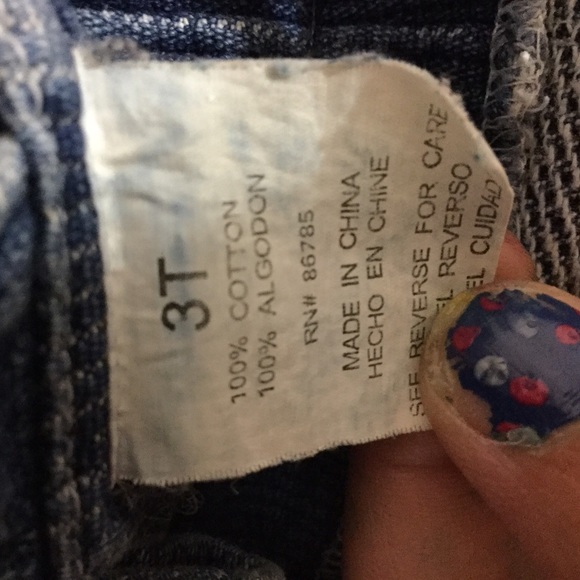 3T
100% COTTON
100% ALGODON
RN# 86785
MADE IN CHINA
HECHO EN CHINE
SEE REVERSE FOR CARE
EL REVERSO
EL CUIDAD